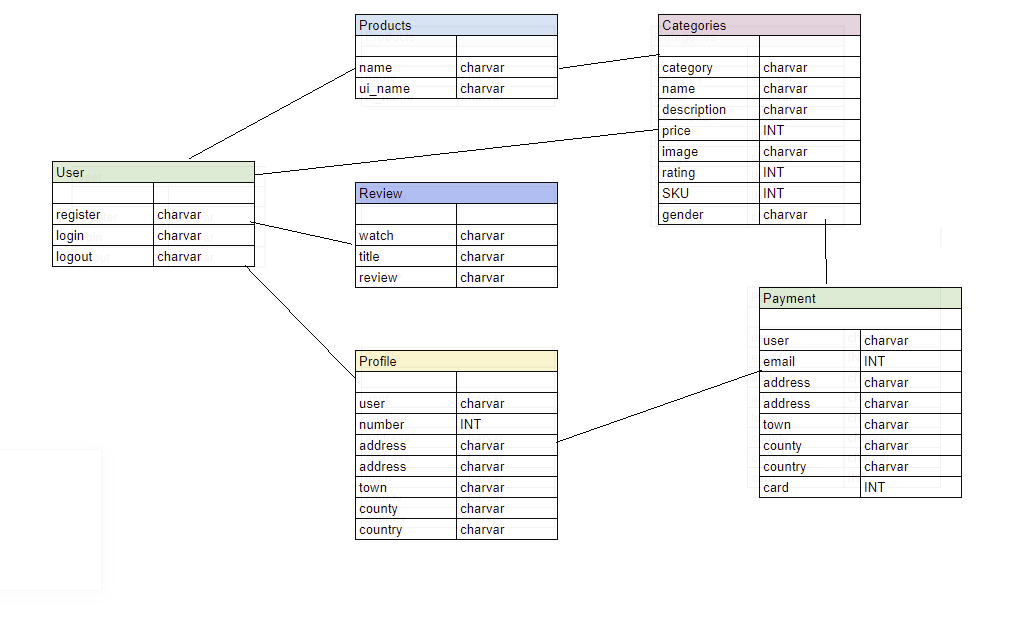 Products
name charvar
ui_name charvar
Categories
category charvar
name charvar
description charvar
price INT
image charvar
rating INT
SKU INT
gender charvar
User
register charvar
login charvar
logout charvar
Review
watch charvar
title charvar
review charvar
Payment
user charvar
email INT
address charvar
address charvar
town charvar
county charvar
country charvar
card INT
Profile
user charvar
number INT
address charvar
address charvar
town charvar
county charvar
country charvar